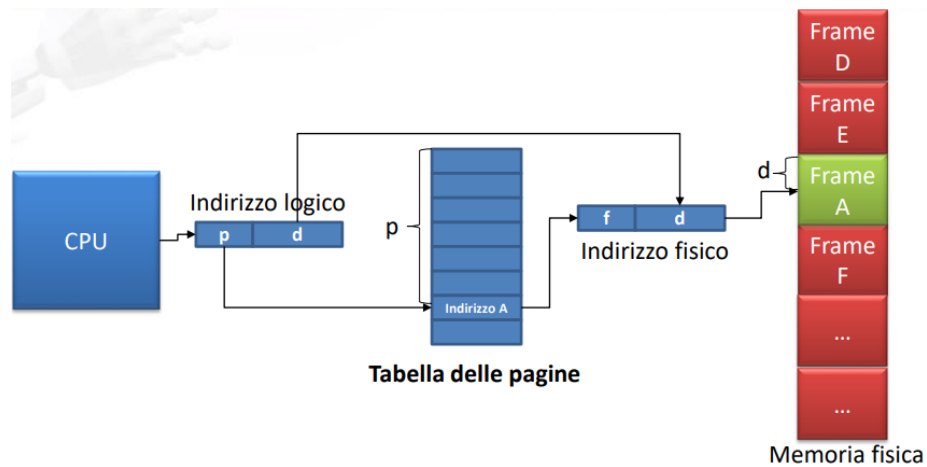 Frame
D
Frame
E
d
Frame
A
Indirizzo logico
CPU
p d
p
f d
Indirizzo fisico
Frame
F
Indirizzo A
...
Tabella delle pagine
...
Memoria fisica